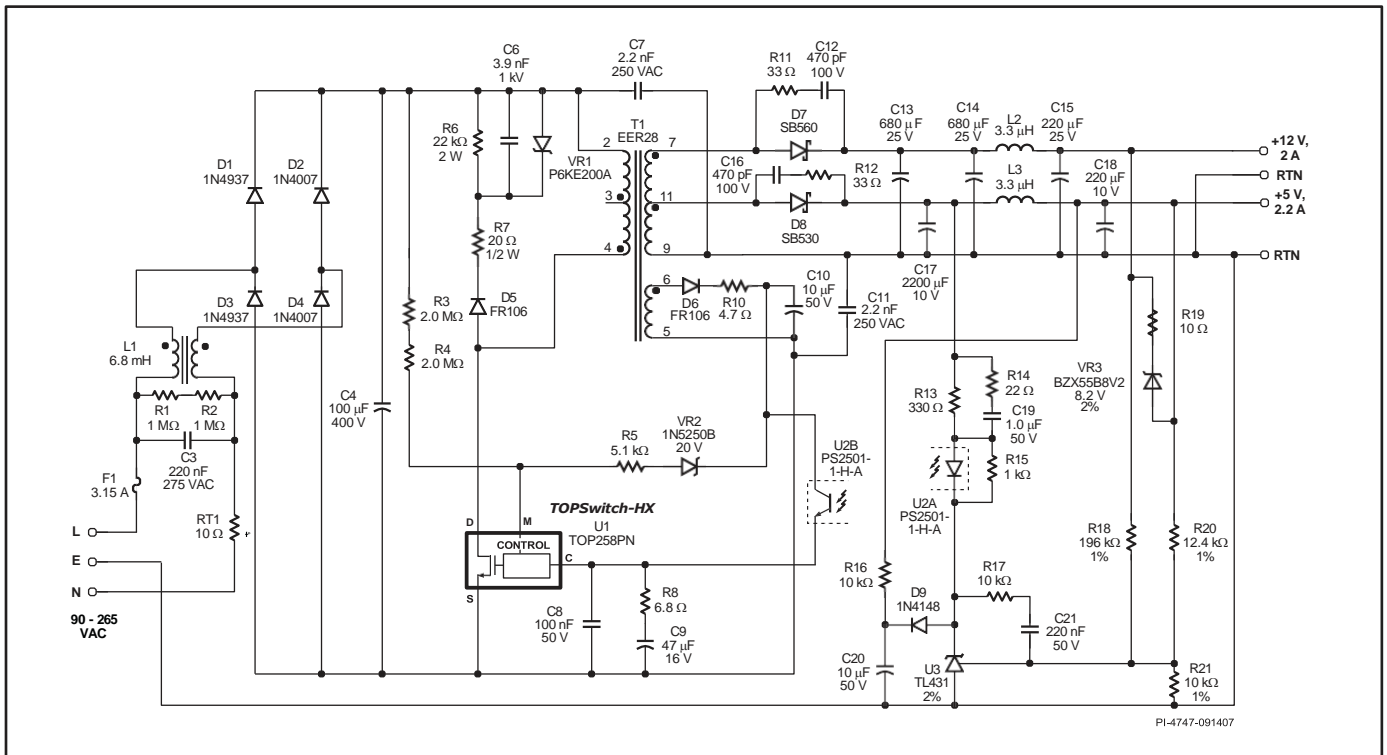 C6
3.9 nF
1 kV
C7
2.2 nF
250 VAC
R11
33 Ω
C12
470 pF
100 V
D7
SB560
C13
680 μF
25 V
C14
680 μF
25 V
L2
3.3 μH
C15
220 μF
25 V
+12 V,
2 A
RTN
+5 V,
2.2 A
RTN
R6
22 kΩ
2 W
VR1
P6KE200A
T1
EER28
2
3
4
7
11
9
6
5
C16
470 pF
100 V
R12
33 Ω
D8
SB530
L3
3.3 μH
C18
220 μF
10 V
C17
2200 μF
10 V
D1
1N4937
D2
1N4007
D3
1N4937
D4
1N4007
R7
20 Ω
1/2 W
D5
FR106
R3
2.0 MΩ
R4
2.0 MΩ
D6
FR106
R10
4.7 Ω
C10
10 μF
50 V
C11
2.2 nF
250 VAC
L1
6.8 mH
R1
1 MΩ
R2
1 MΩ
C3
220 nF
275 VAC
C4
100 μF
400 V
F1
3.15 A
RT1
10 Ω
L
E
N
90 - 265
VAC
R5
5.1 kΩ
VR2
1N5250B
20 V
U2B
PS2501-
1-H-A
TOPSwitch-HX
U1
TOP258PN
D
M
CONTROL
C
S
C8
100 nF
50 V
R8
6.8 Ω
C9
47 μF
16 V
R13
330 Ω
R14
22 Ω
C19
1.0 μF
50 V
R15
1 kΩ
U2A
PS2501-
1-H-A
R19
10 Ω
VR3
BZX55B8V2
8.2 V
2%
R18
196 kΩ
1%
R20
12.4 kΩ
1%
R16
10 kΩ
D9
1N4148
R17
10 kΩ
C21
220 nF
50 V
C20
10 μF
50 V
U3
TL431
2%
R21
10 kΩ
1%
PI-4747-091407